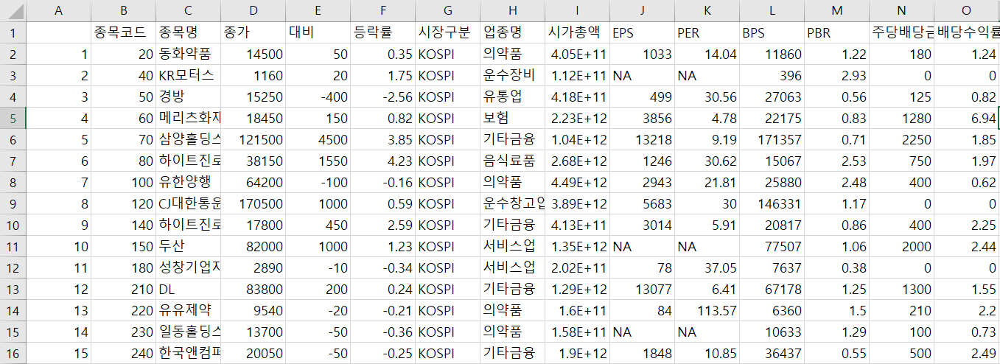 A B C D E F G H I J K L M N O
1 종목코드 종목명 종가 대비 등락률 시장구분 업종명 시가총액 EPS PER BPS PBR 주당배당금 배당수익률
2 1 20 동화약품 14500 50 0.35 KOSPI 의약품 4.05E+11 1033 14.04 11860 1.22 180 1.24
3 2 40 KR모터스 1160 20 1.75 KOSPI 운수장비 1.12E+11 NA NA 396 2.93 0 0
4 3 50 경방 15250 -400 -2.56 KOSPI 유통업 4.18E+11 499 30.56 27063 0.56 125 0.82
5 4 60 메리츠화재 18450 150 0.82 KOSPI 보험 2.23E+12 3856 4.78 22175 0.83 1280 6.94
6 5 70 삼양홀딩스 121500 4500 3.85 KOSPI 기타금융 1.04E+12 13218 9.19 171357 0.71 2250 1.85
7 6 80 하이트진로 38150 1550 4.23 KOSPI 음식료품 2.68E+12 1246 30.62 15067 2.53 750 1.97
8 7 100 유한양행 64200 -100 -0.16 KOSPI 의약품 4.49E+12 2943 21.81 25880 2.48 400 0.62
9 8 120 CJ대한통운 170500 1000 0.59 KOSPI 운수창고업 3.89E+12 5683 30 146331 1.17 0 0
10 9 140 하이트진로 17800 450 2.59 KOSPI 기타금융 4.13E+11 3014 5.91 20817 0.86 400 2.25
11 10 150 두산 82000 1000 1.23 KOSPI 서비스업 1.35E+12 NA NA 77507 1.06 2000 2.44
12 11 180 성창기업지 2890 -10 -0.34 KOSPI 서비스업 2.02E+11 78 37.05 7637 0.38 0 0
13 12 210 DL 83800 200 0.24 KOSPI 기타금융 1.29E+12 13077 6.41 67178 1.25 1300 1.55
14 13 220 유유제약 9540 -20 -0.21 KOSPI 의약품 1.6E+11 84 113.57 6360 1.5 210 2.2
15 14 230 일동홀딩스 13700 -50 -0.36 KOSPI 의약품 1.58E+11 NA NA 10633 1.29 100 0.73
16 15 240 한국앤컴퍼 20050 -50 -0.25 KOSPI 기타금융 1.9E+12 1848 10.85 36437 0.55 500 2.49